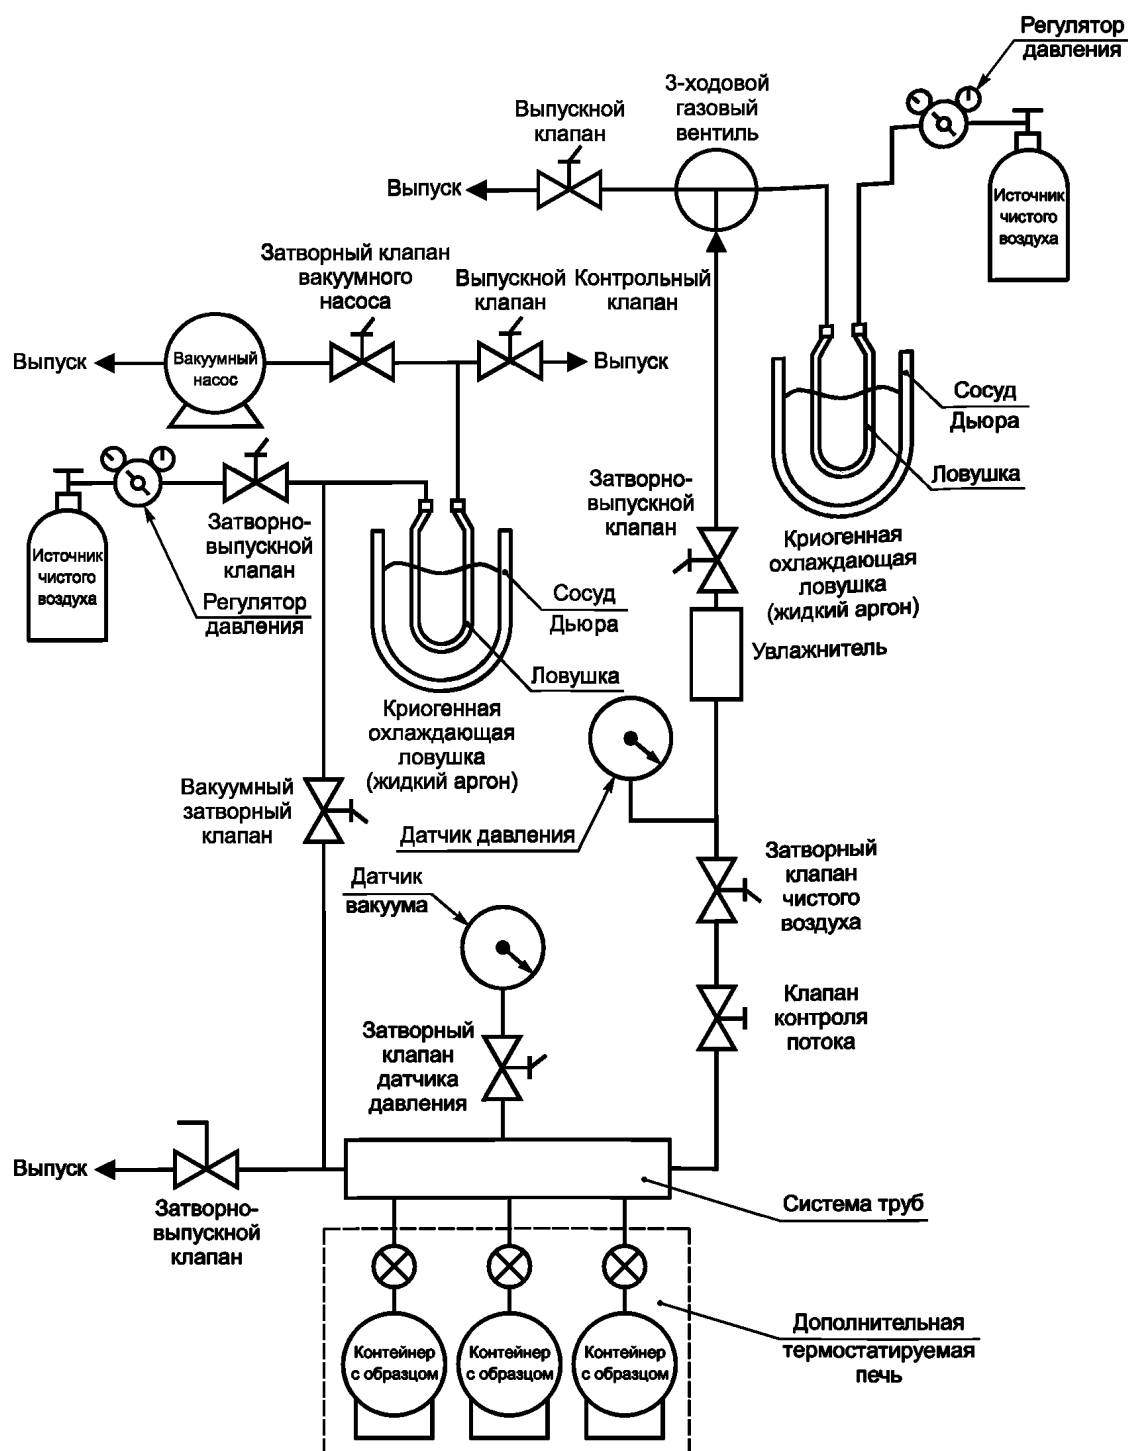 Регулятор
давления
3-ходовой
газовый
вентиль
Выпускной
клапан
Выпуск
Источник
чистого
воздуха
Затворный клапан
вакуумного
насоса
Выпускной
клапан
Контрольный
клапан
Выпуск
Вакуумный
насос
Выпуск
Сосуд
Дьюра
Ловушка
Затворно-
выпускной
клапан
Криогенная
охлаждающая
ловушка
(жидкий аргон)
Источник
чистого
воздуха
Затворно-
выпускной
клапан
Регулятор
давления
Сосуд
Дьюра
Ловушка
Увлажнитель
Криогенная
охлаждающая
ловушка
(жидкий аргон)
Вакуумный
затворный
клапан
Датчик давления
Затворный
клапан
чистого
воздуха
Датчик
вакуума
Клапан
контроля
потока
Затворный
клапан
датчика
давления
Выпуск
Затворно-
выпускной
клапан
Система труб
Дополнительная
термостатируемая
печь
Контейнер
с образцом
Контейнер
с образцом
Контейнер
с образцом